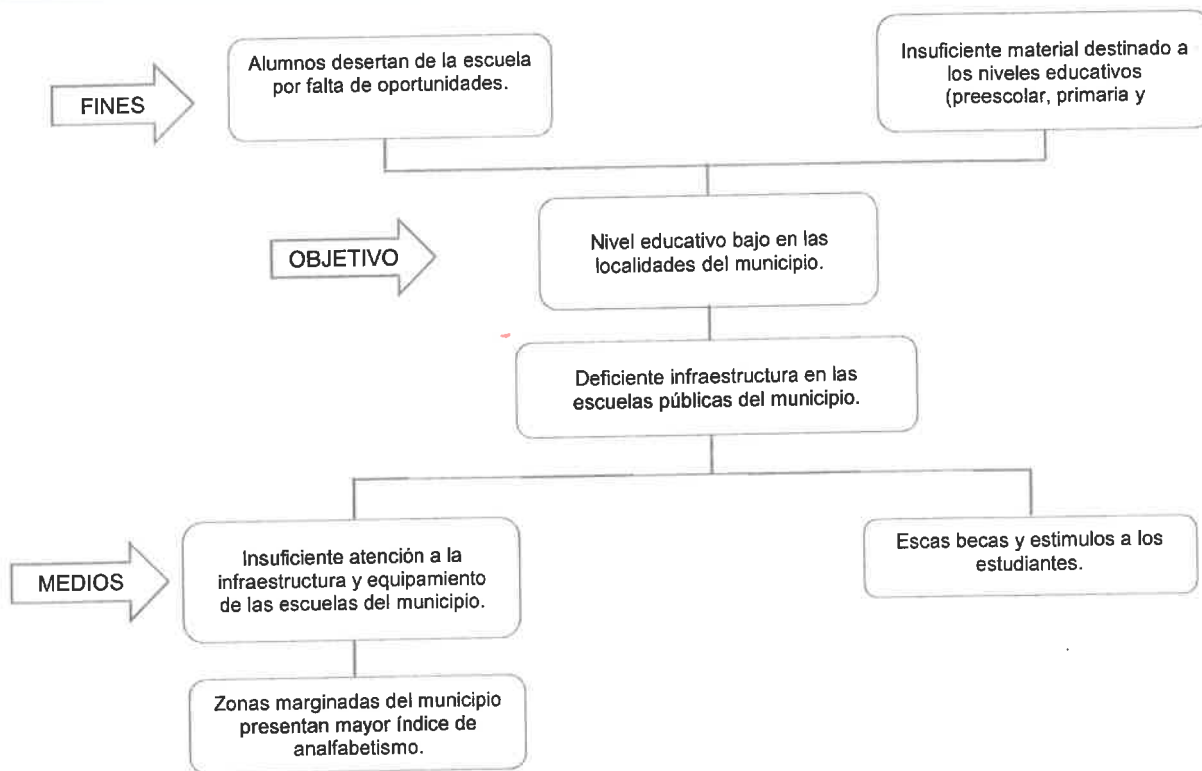 Alumnos desertan de la escuela
por falta de oportunidades.
Insuficiente material destinado a
los niveles educativos
(preescolar, primaria y
FINES
Nivel educativo bajo en las
localidades del municipio.
OBJETIVO
Deficiente infraestructura en las
escuelas públicas del municipio.
Insuficiente atención a la
infraestructura y equipamiento
de las escuelas del municipio.
Escas becas y estimulos a los
estudiantes.
MEDIOS
Zonas marginadas del municipio
presentan mayor índice de
analfabetismo.